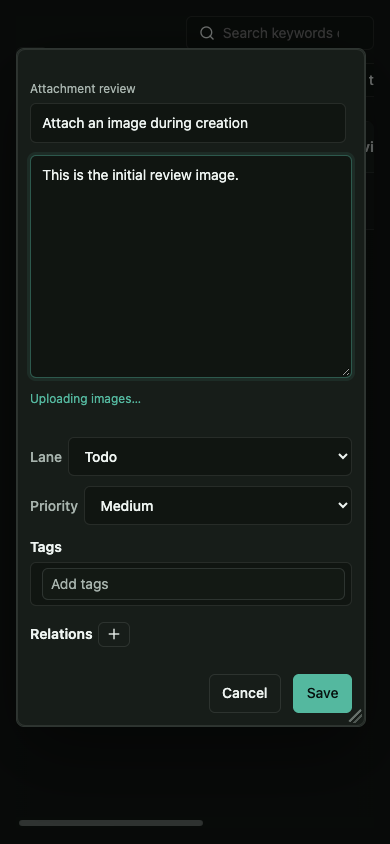 Search keywords
t
vi
Attachment review
Attach an image during creation
This is the initial review image.
Uploading images...
Lane
Todo
Priority
Medium
Tags
Add tags
Relations
+
Cancel
Save